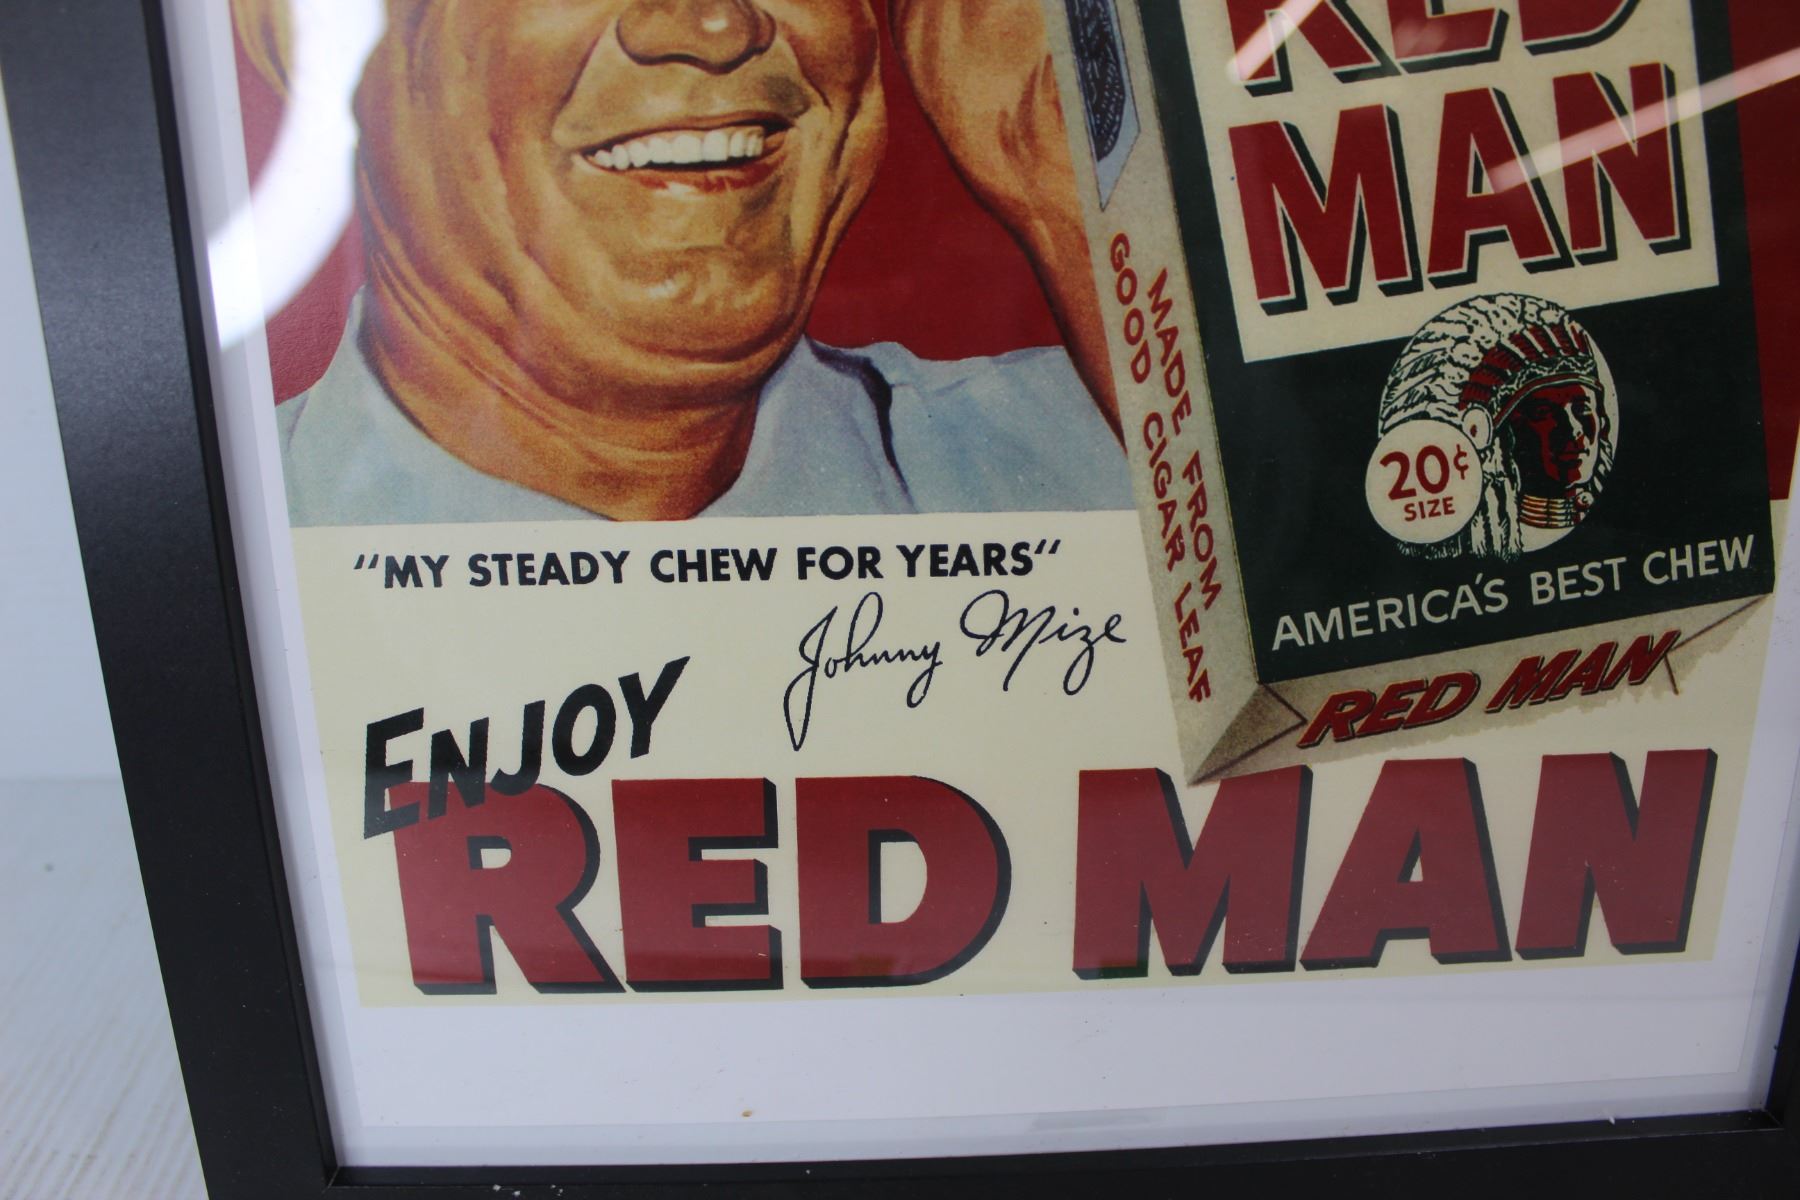 RED
MAN
MADE FROM
GOOD CIGAR LEAF
20¢
SIZE
AMERICA'S BEST CHEW
RED MAN
"MY STEADY CHEW FOR YEARS"
Johnny Mize
ENJOY
RED MAN